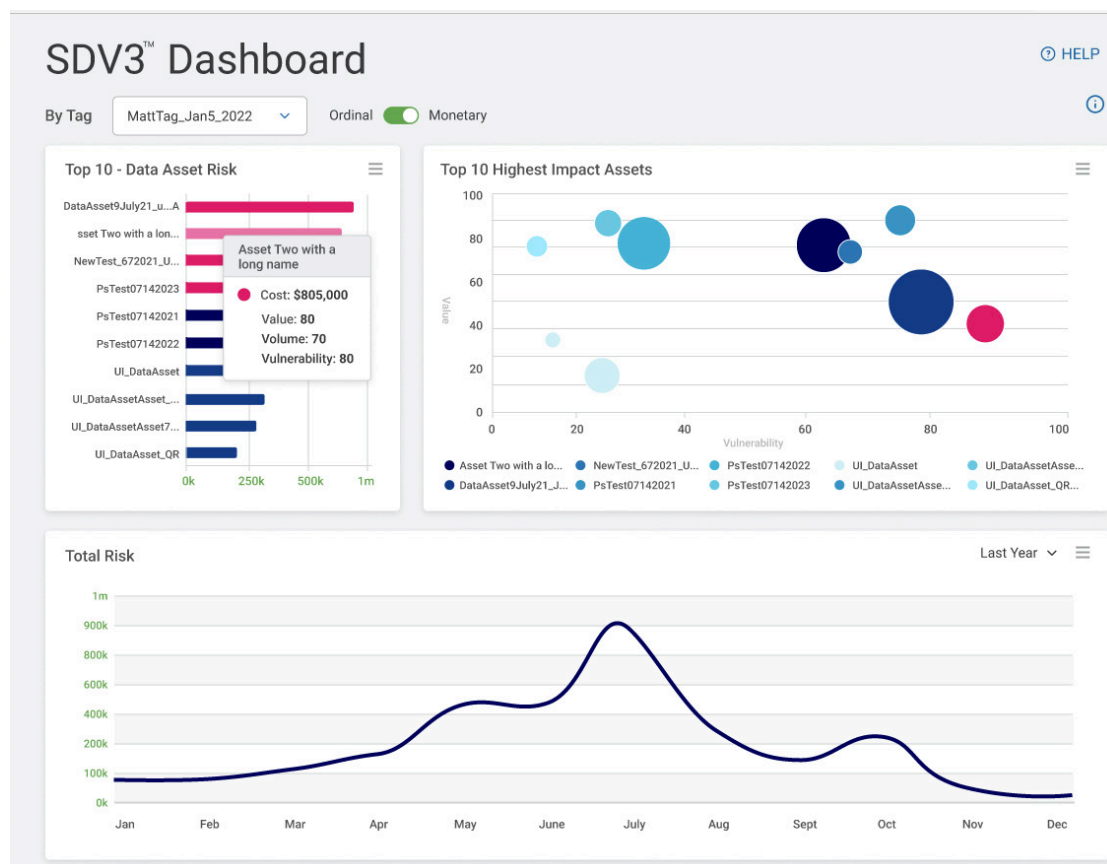 SDV3™ Dashboard
HELP
By Tag
MattTag_Jan5_2022
Ordinal
Monetary
Top 10 - Data Asset Risk
DataAsset9July21_u...A
sset Two with a lon...
NewTest_672021_U...
PsTest07142023
PsTest07142021
PsTest07142022
UI_DataAsset
UI_DataAssetAsset_...
UI_DataAssetAsset7...
UI_DataAsset_QR
0k 250k 500k 1m
Asset Two with a
long name
Cost: $805,000
Value: 80
Volume: 70
Vulnerability: 80
Top 10 Highest Impact Assets
100
80
60
40
20
0
Value
0 20 40 60 80 100
Vulnerability
Asset Two with a lo... NewTest_672021_U... PsTest07142022 UI_DataAsset UI_DataAssetAsse...
DataAsset9July21_J... PsTest07142021 PsTest07142023 UI_DataAssetAsse... UI_DataAsset_QR...
Total Risk
Last Year
1m
900k
800k
600k
400k
200k
100k
0k
Jan Feb Mar Apr May June July Aug Sept Oct Nov Dec